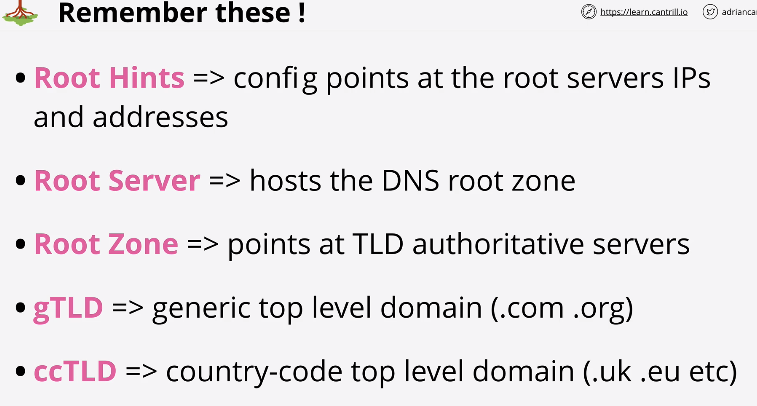 Remember these !
https://learn.cantrill.io
adrianca
• Root Hints => config points at the root servers IPs
and addresses
• Root Server => hosts the DNS root zone
• Root Zone => points at TLD authoritative servers
• gTLD => generic top level domain (.com .org)
• ccTLD => country-code top level domain (.uk .eu etc)